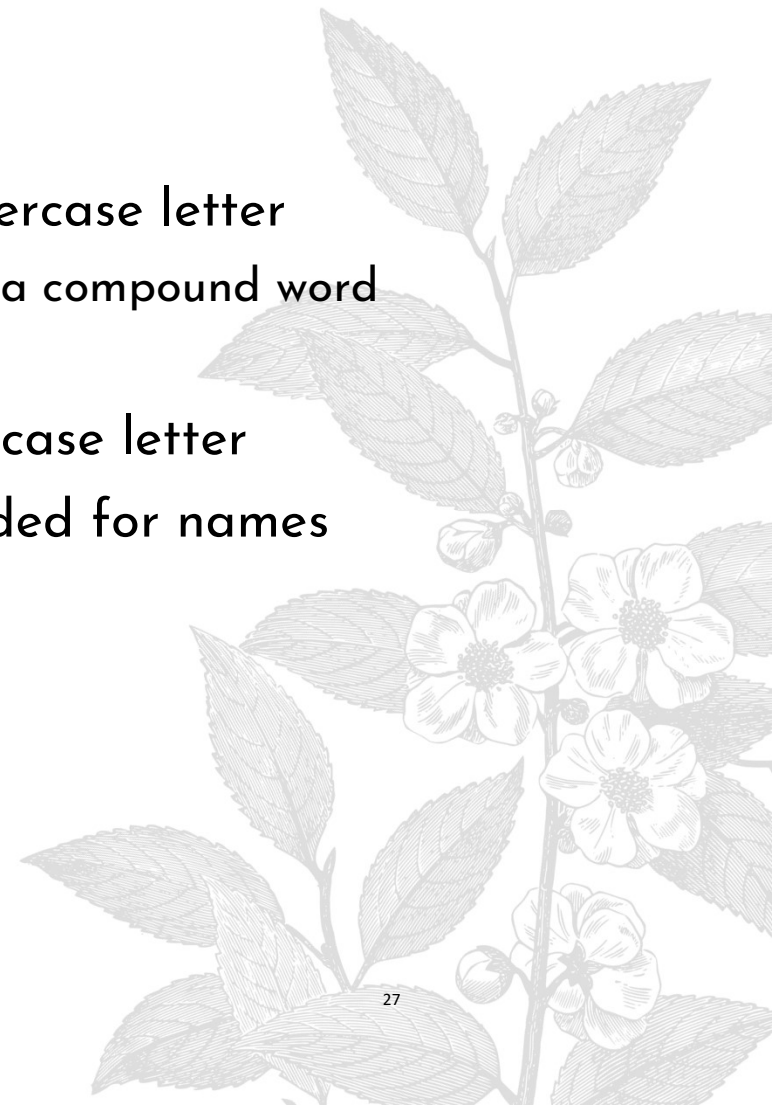 ercase letter
a compound word
case letter
ded for names
27